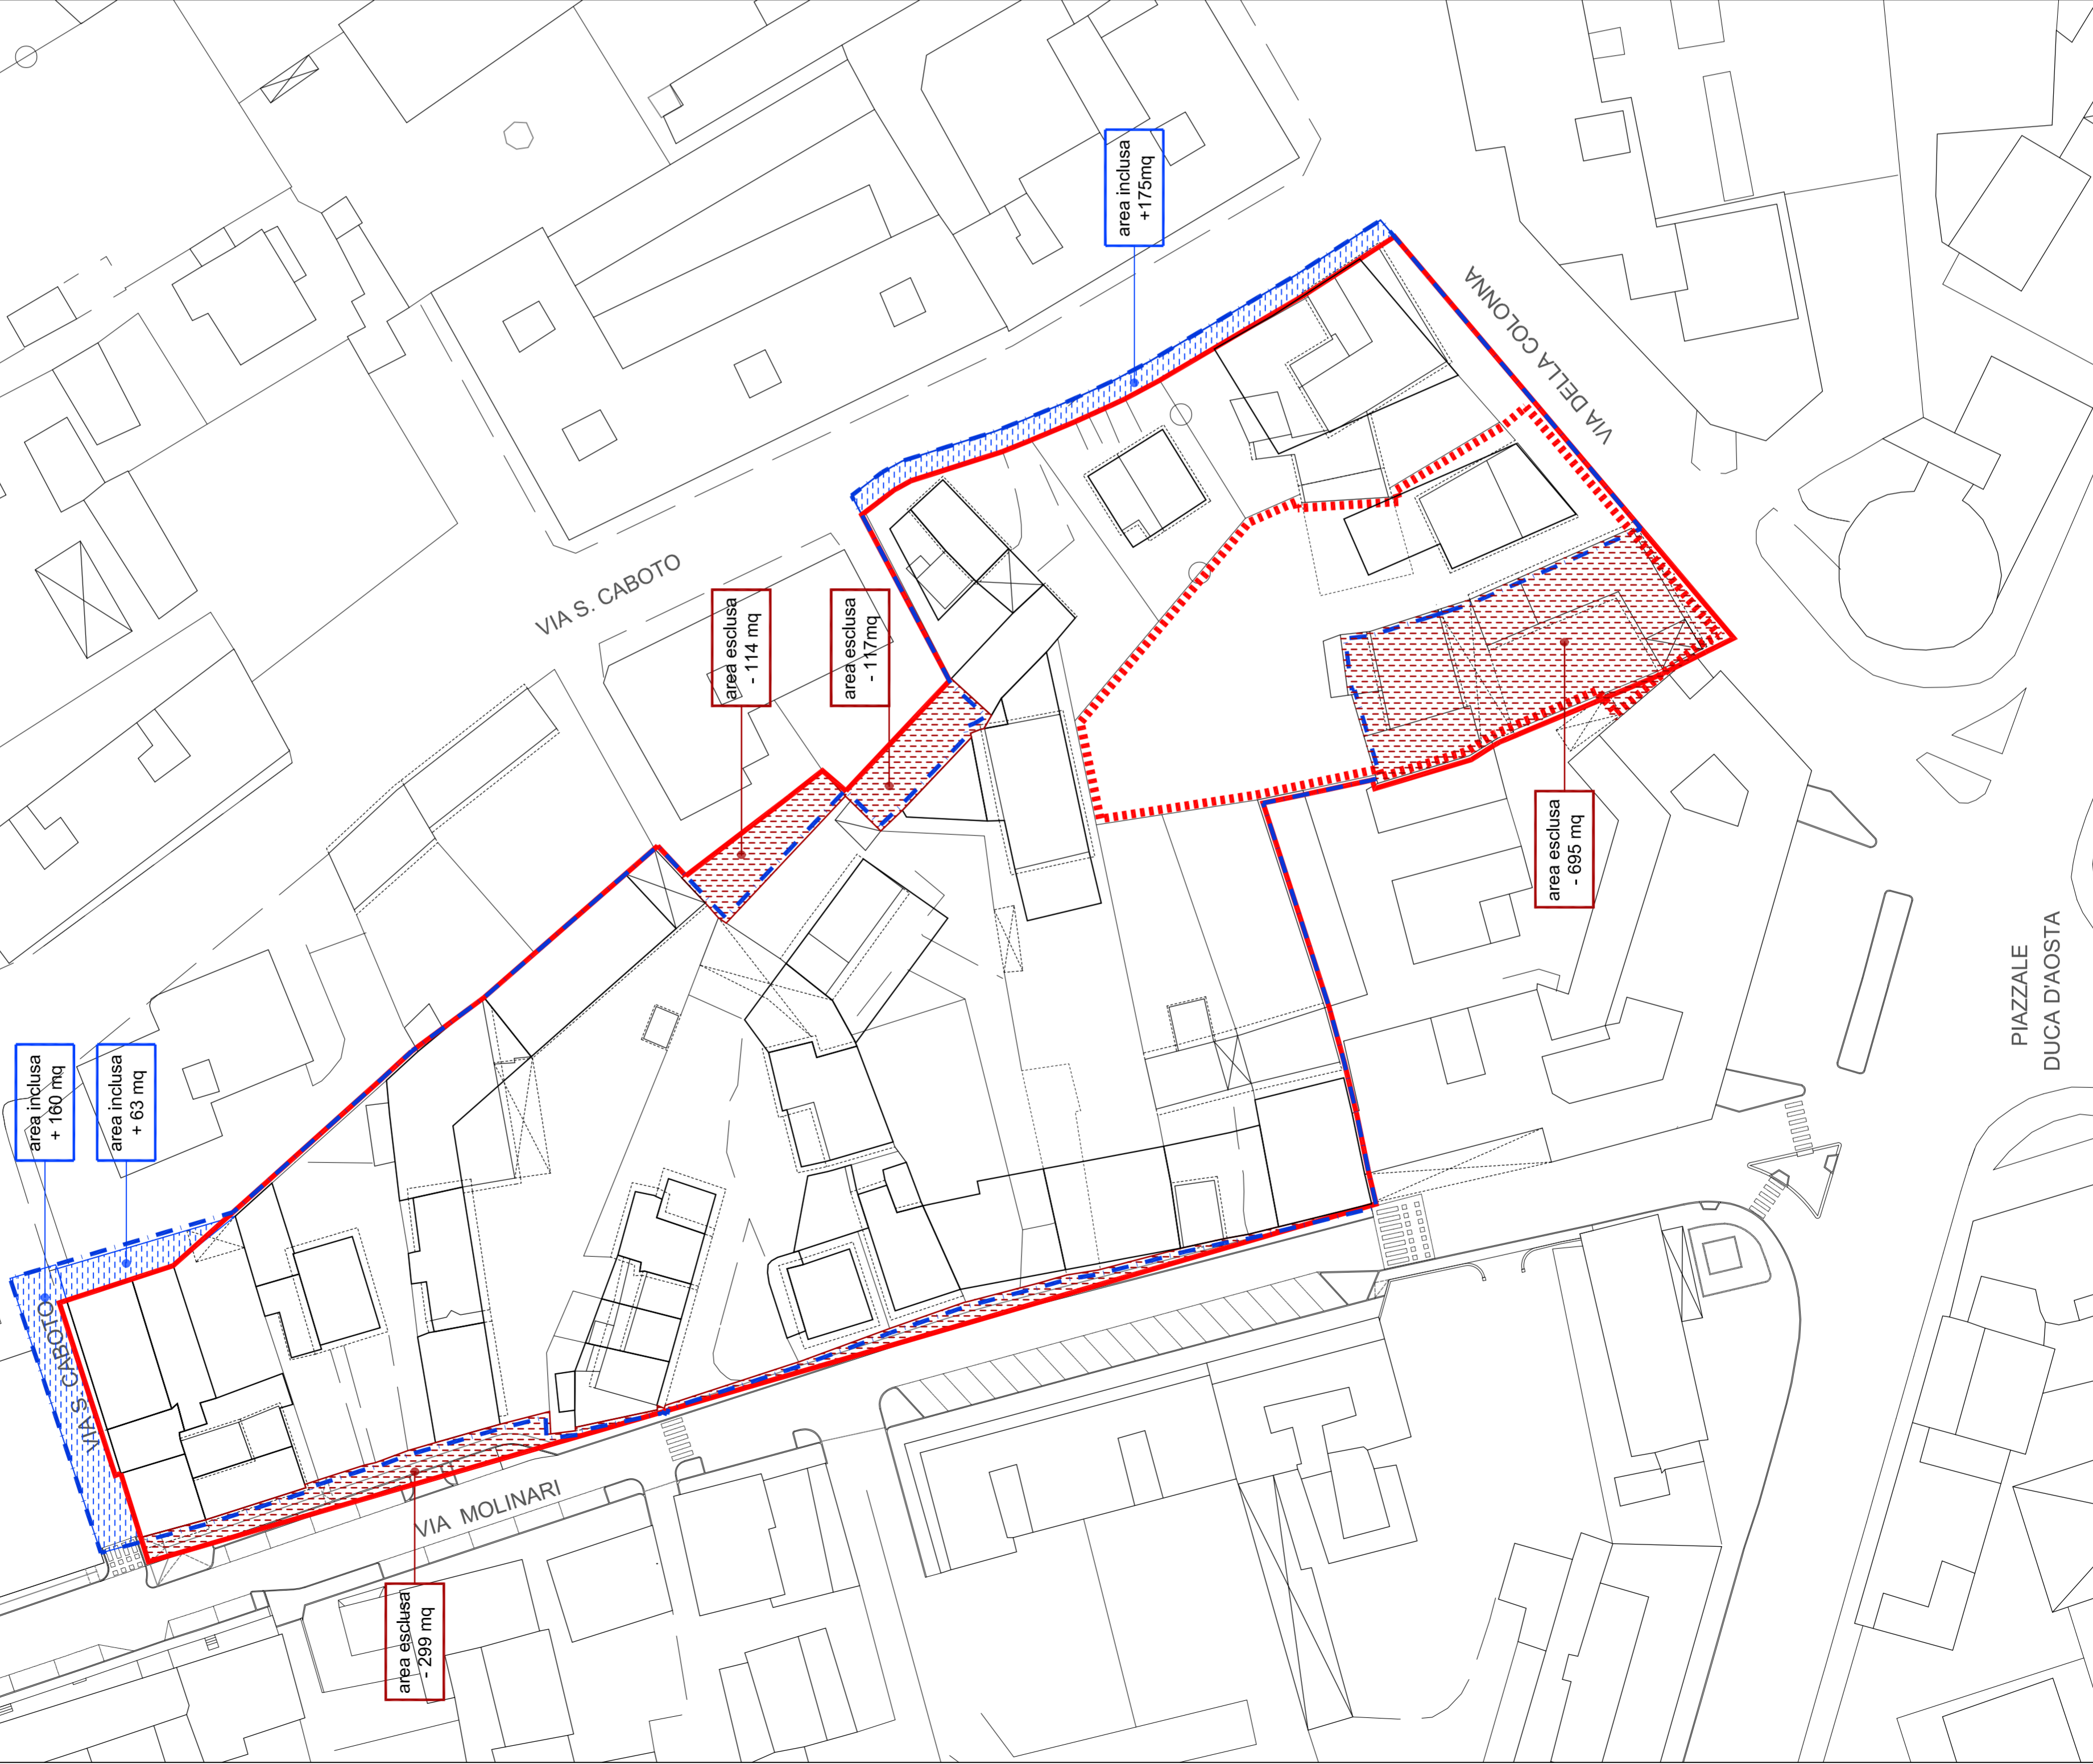 area inclusa
+175mq
VIA DELLA COLONNA
VIA S. CABOTO
area esclusa
- 114 mq
area esclusa
- 117mq
area esclusa
- 695 mq
PIAZZALE
DUCA D'AOSTA
area inclusa
+ 160 mq
area inclusa
+ 63 mq
VIA S. CABOTO
VIA MOLINARI
area esclusa
- 299 mq